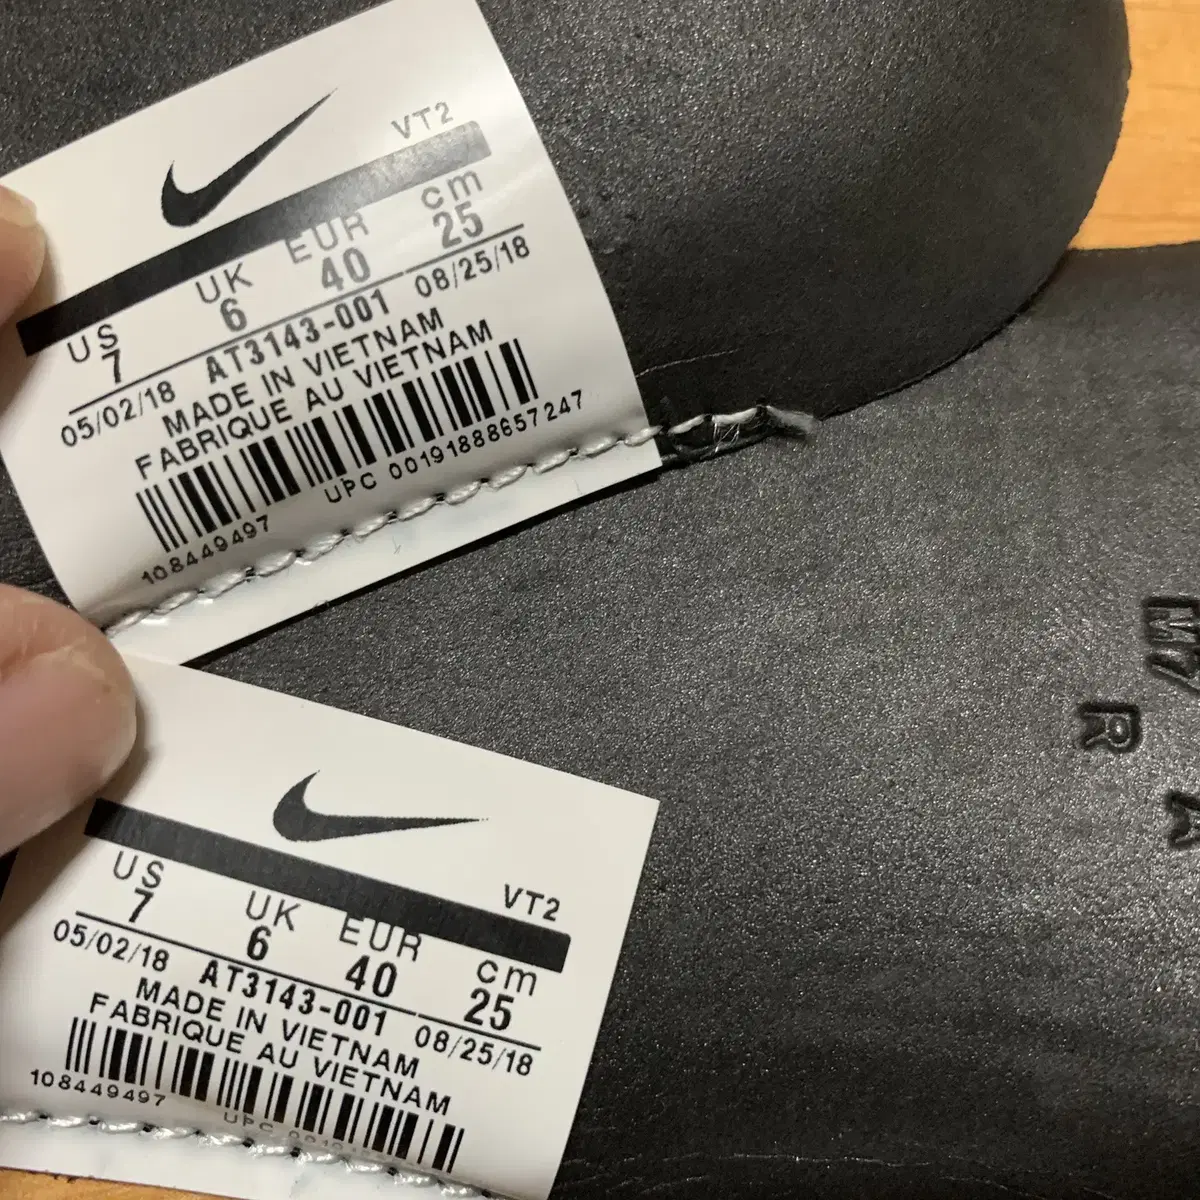 VT2
US UK EUR cm
7 6 40 25
05/02/18 AT3143-001 08/25/18
MADE IN VIETNAM
FABRIQUE AU VIETNAM
UPC 00191888657247
108449497
VT2
US UK EUR cm
7 6 40 25
05/02/18 AT3143-001 08/25/18
MADE IN VIETNAM
FABRIQUE AU VIETNAM
108449497
UPC
M7
R
A